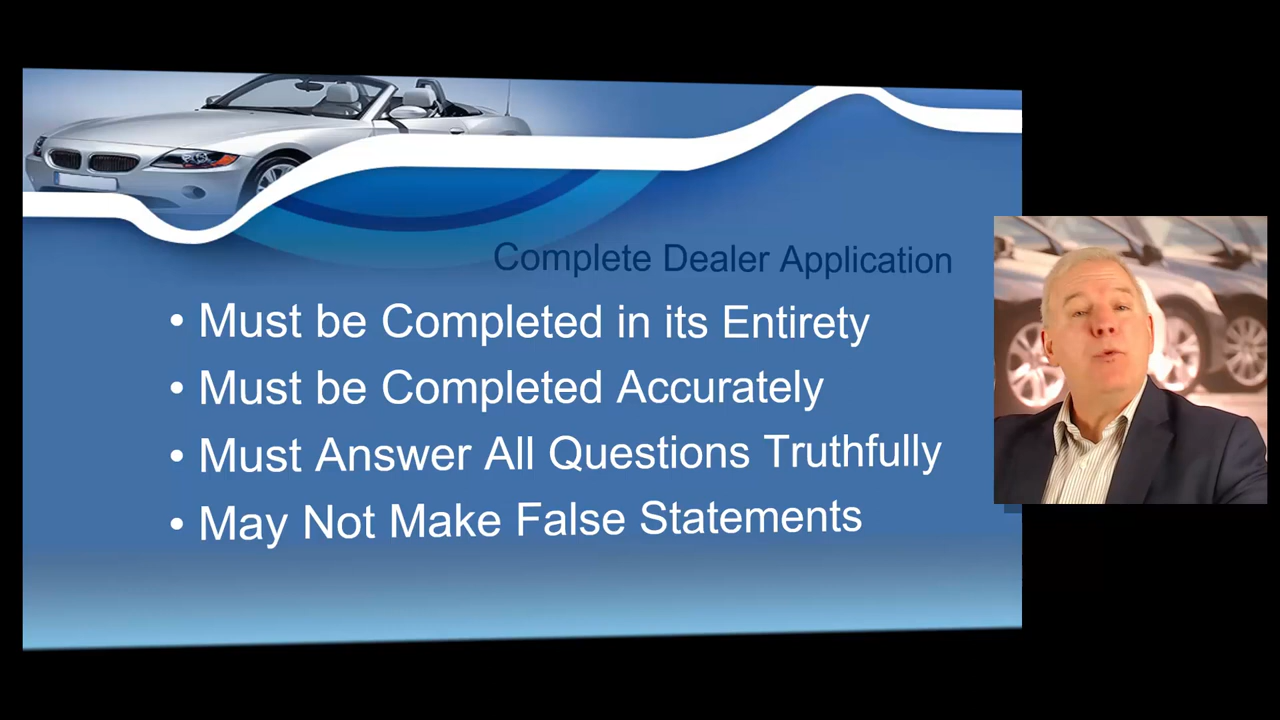 Complete Dealer Application
• Must be Completed in its Entirety
• Must be Completed Accurately
• Must Answer All Questions Truthfully
• May Not Make False Statements